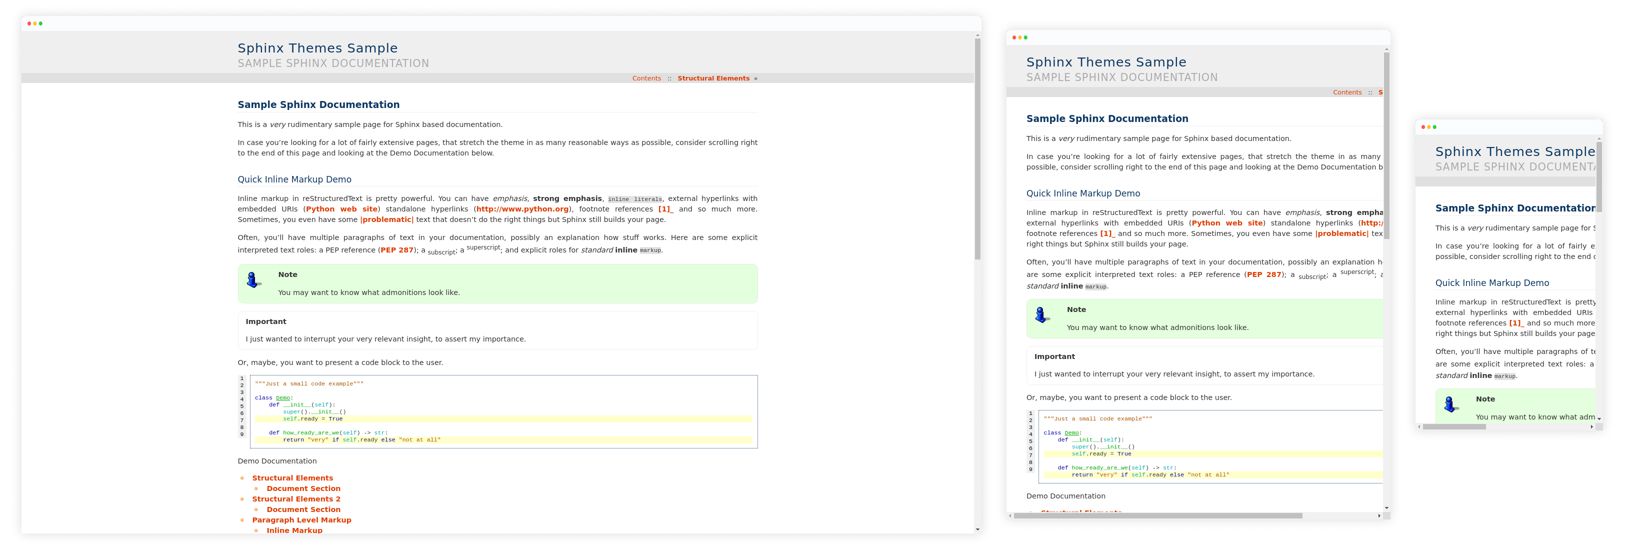 Sphinx Themes Sample
SAMPLE SPHINX DOCUMENTATION
Contents :: Structural Elements »
Sample Sphinx Documentation
This is a very rudimentary sample page for Sphinx based documentation.
In case you're looking for a lot of fairly extensive pages, that stretch the theme in as many reasonable ways as possible, consider scrolling right
to the end of this page and looking at the Demo Documentation below.
Quick Inline Markup Demo
Inline markup in reStructuredText is pretty powerful. You can have emphasis, strong emphasis, inline literals, external hyperlinks with
embedded URIs (Python web site) standalone hyperlinks (http://www.python.org), footnote references [1]_ and so much more.
Sometimes, you even have some |problematic| text that doesn't do the right things but Sphinx still builds your page.
Often, you'll have multiple paragraphs of text in your documentation, possibly an explanation how stuff works. Here are some explicit
interpreted text roles: a PEP reference (PEP 287); a subscript; a superscript, and explicit roles for standard inline markup.
Note
You may want to know what admonitions look like.
Important
I just wanted to interrupt your very relevant insight, to assert my importance.
Or, maybe, you want to present a code block to the user.
1 """Just a small code example"""
2
3
4 class Demo:
5 def __init__(self):
6 super().__init__()
7 self.ready = True
8
9 def how_ready_are_we(self) -> str:
return "very" if self.ready else "not at all"
Demo Documentation
Structural Elements
Document Section
Structural Elements 2
Document Section
Paragraph Level Markup
Inline Markup
Sphinx Themes Sample
SAMPLE SPHINX DOCUMENTATION
Contents :: S
Sample Sphinx Documentation
This is a very rudimentary sample page for Sphinx based documentation.
In case you're looking for a lot of fairly extensive pages, that stretch the theme in as many
possible, consider scrolling right to the end of this page and looking at the Demo Documentation b
Quick Inline Markup Demo
Inline markup in reStructuredText is pretty powerful. You can have emphasis, strong empha
external hyperlinks with embedded URIs (Python web site) standalone hyperlinks (http:/
footnote references [1]_ and so much more. Sometimes, you even have some |problematic| tex
right things but Sphinx still builds your page.
Often, you'll have multiple paragraphs of text in your documentation, possibly an explanation h
are some explicit interpreted text roles: a PEP reference (PEP 287); a subscript; a superscript, a
standard inline markup.
Note
You may want to know what admonitions look like.
Important
I just wanted to interrupt your very relevant insight, to assert my importance.
Or, maybe, you want to present a code block to the user.
1 """Just a small code example"""
2
3
4 class Demo:
5 def __init__(self):
6 super().__init__()
7 self.ready = True
8
9 def how_ready_are_we(self) -> str:
return "very" if self.ready else "not at all"
Demo Documentation
Structural Elements
Sphinx Themes Sample
SAMPLE SPHINX DOCUMENTA
Sample Sphinx Documentation
This is a very rudimentary sample page for S
In case you're looking for a lot of fairly e
possible, consider scrolling right to the end o
Quick Inline Markup Demo
Inline markup in reStructuredText is pretty
external hyperlinks with embedded URIs
footnote references [1]_ and so much more
right things but Sphinx still builds your page
Often, you'll have multiple paragraphs of te
are some explicit interpreted text roles: a
standard inline markup.
Note
You may want to know what adm